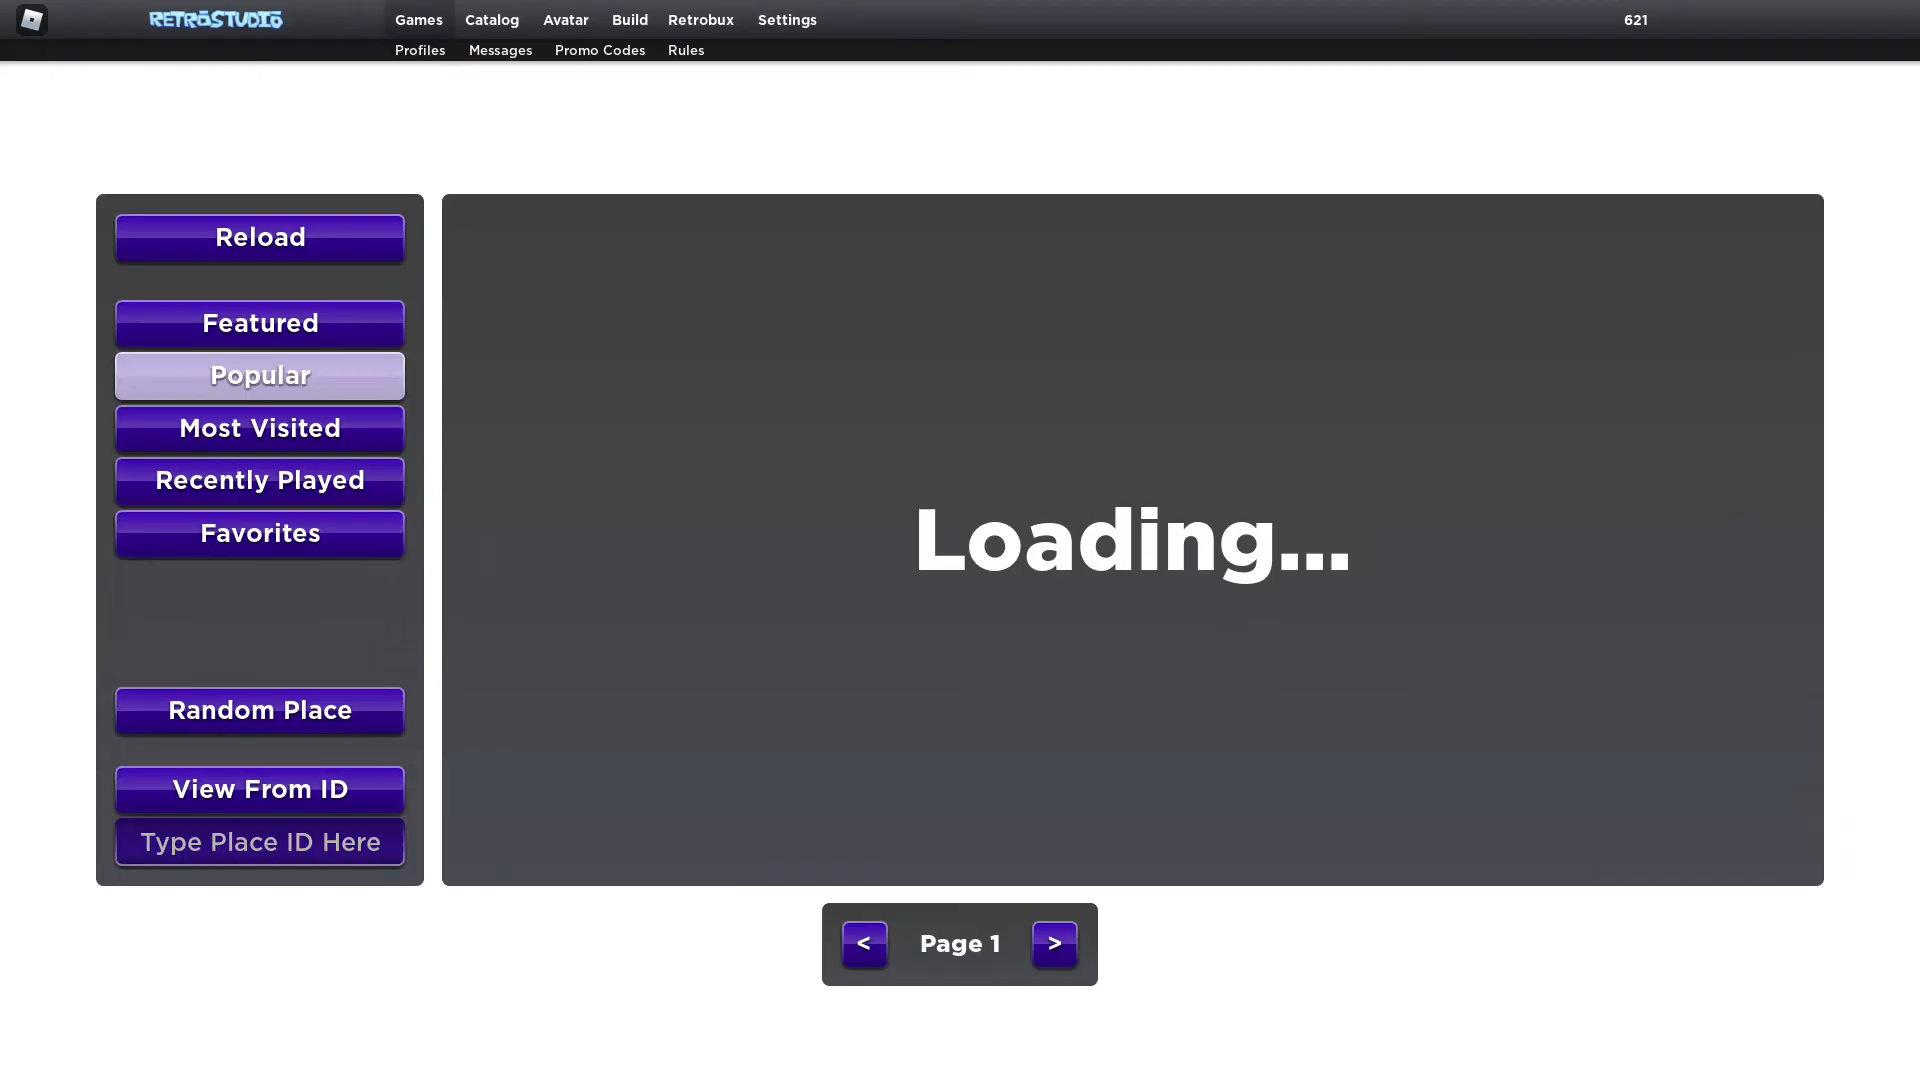 RETROSTUDIO
Games Catalog Avatar Build Retrobux Settings 621
Profiles Messages Promo Codes Rules
Reload
Featured
Popular
Most Visited
Recently Played
Favorites
Random Place
View From ID
Type Place ID Here
Loading...
< Page 1 >